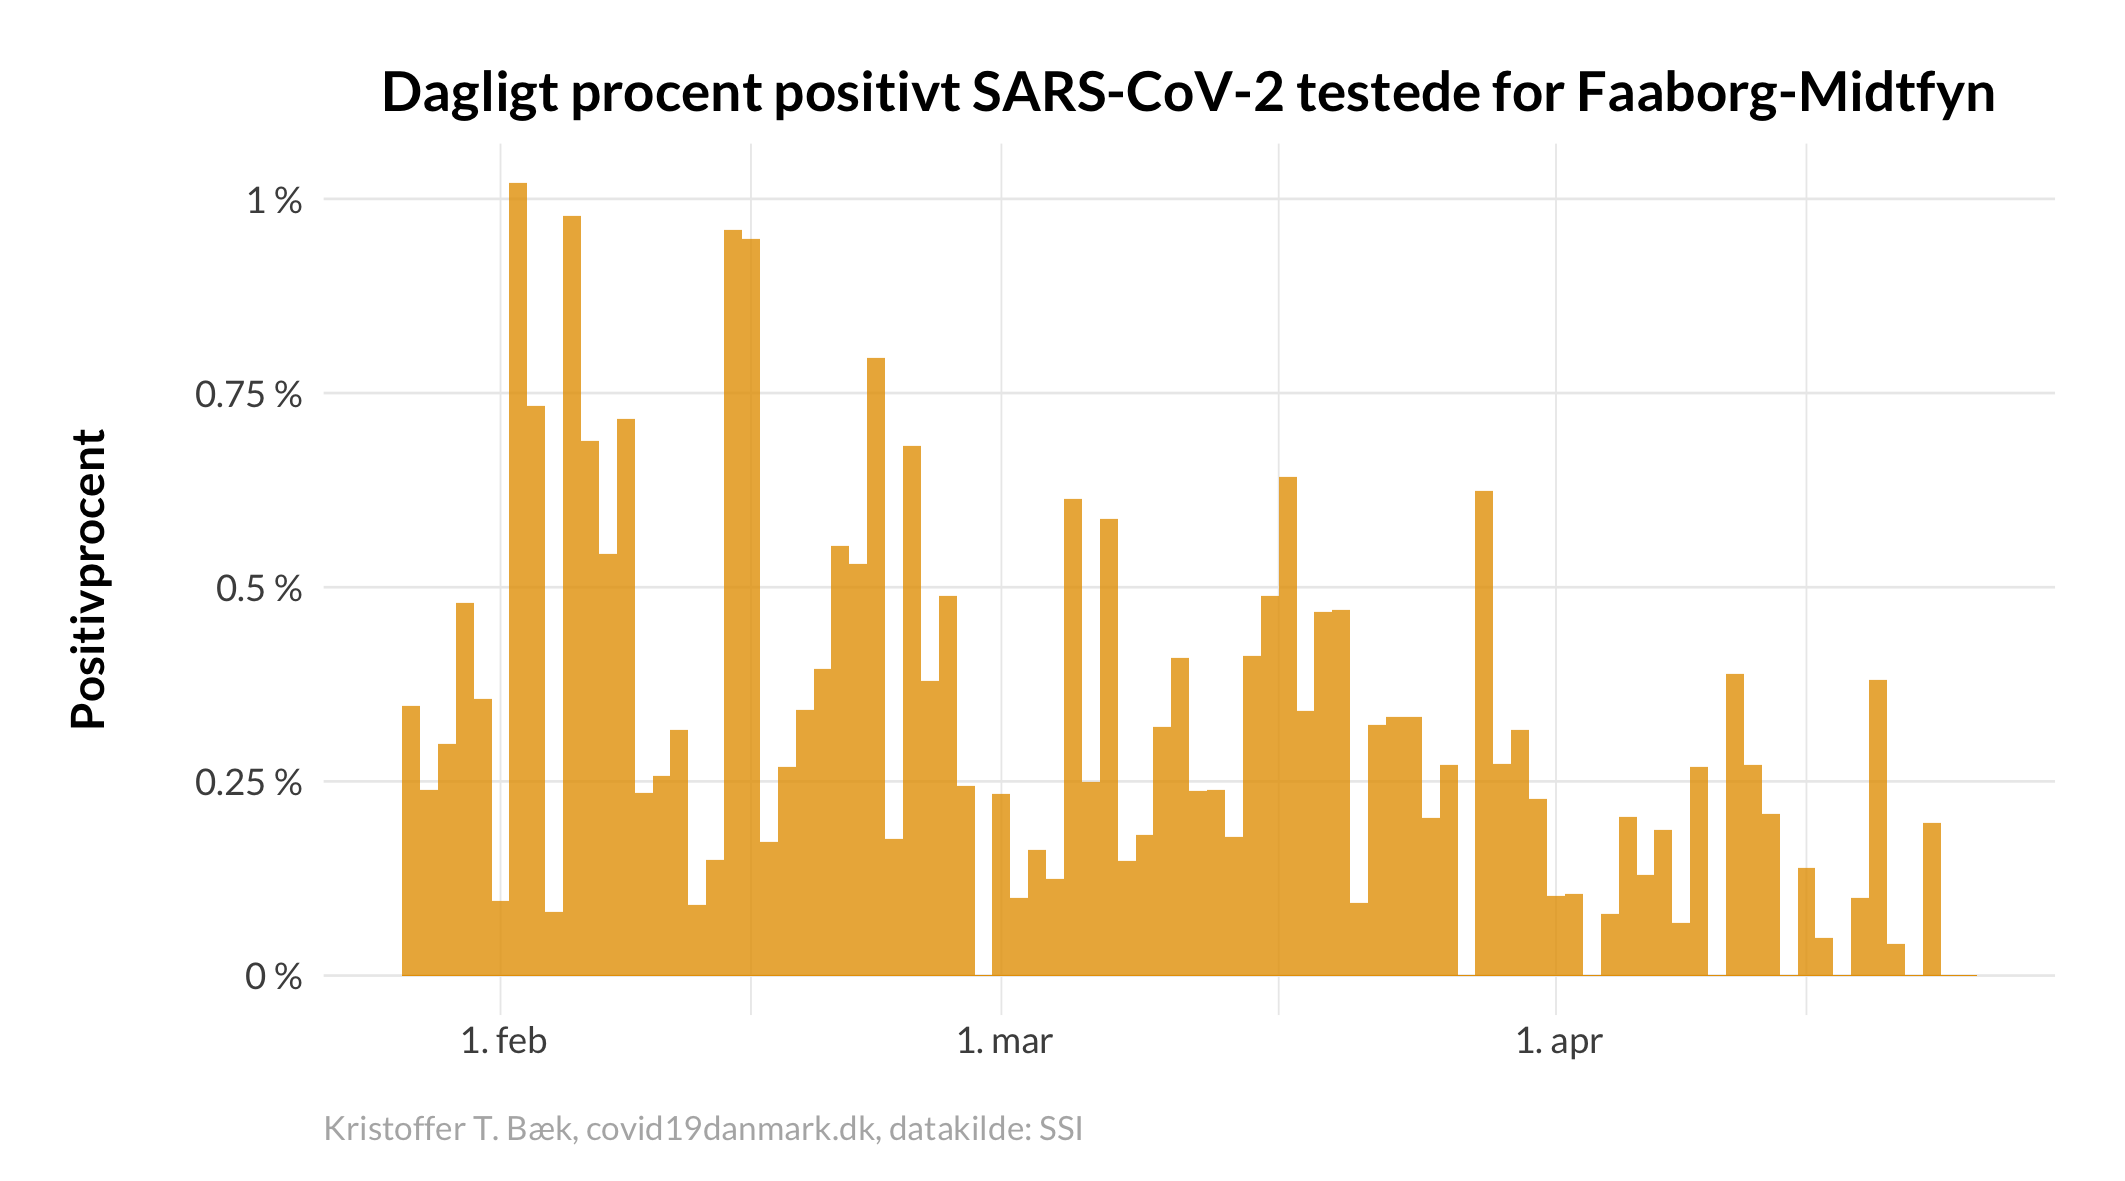 Dagligt procent positivt SARS-CoV-2 testede for Faaborg-Midtfyn
Positivprocent
1 %
0.75 %
0.5 %
0.25 %
0 %
1. feb
1. mar
1. apr
Kristoffer T. Bæk, covid19danmark.dk, datakilde: SSI